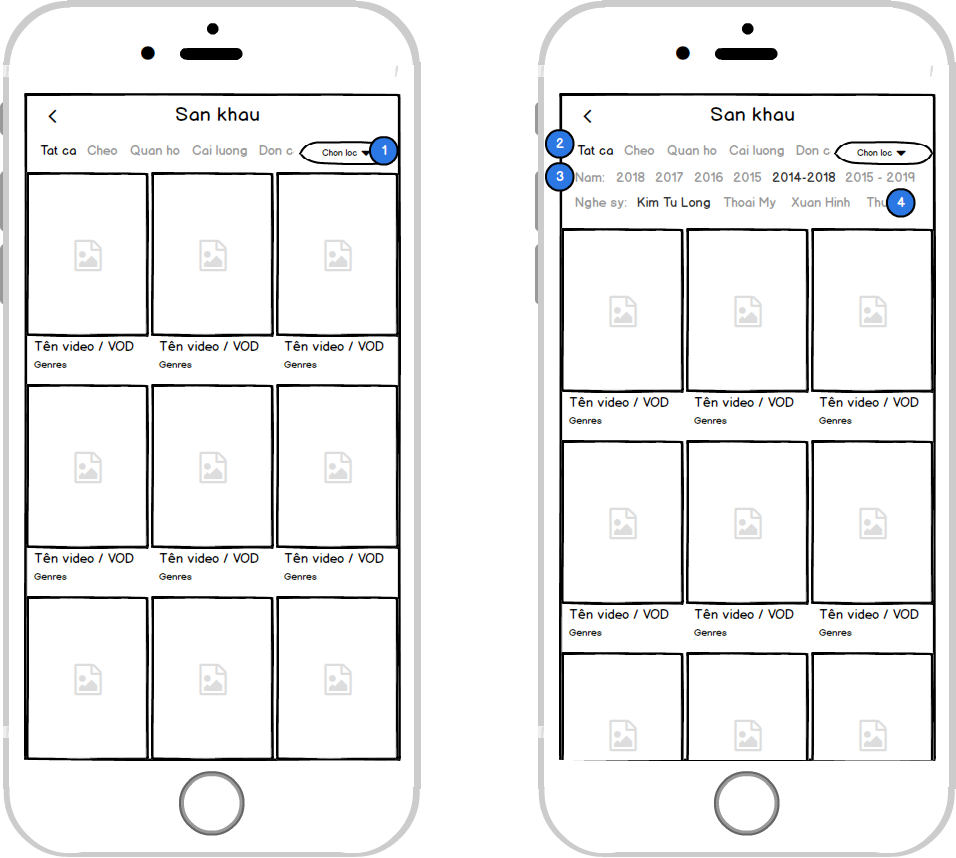 San khau
Tat ca Cheo Quan ho Cai luong Don c Chon loc 1
Tên video / VOD Tên video / VOD Tên video / VOD
Genres Genres Genres
Tên video / VOD Tên video / VOD Tên video / VOD
Genres Genres Genres
San khau
2 Tat ca Cheo Quan ho Cai luong Don c Chon loc
3 Nam: 2018 2017 2016 2015 2014-2018 2015 - 2019
Nghe sy: Kim Tu Long Thoai My Xuan Hinh Thu 4
Tên video / VOD Tên video / VOD Tên video / VOD
Genres Genres Genres
Tên video / VOD Tên video / VOD Tên video / VOD
Genres Genres Genres